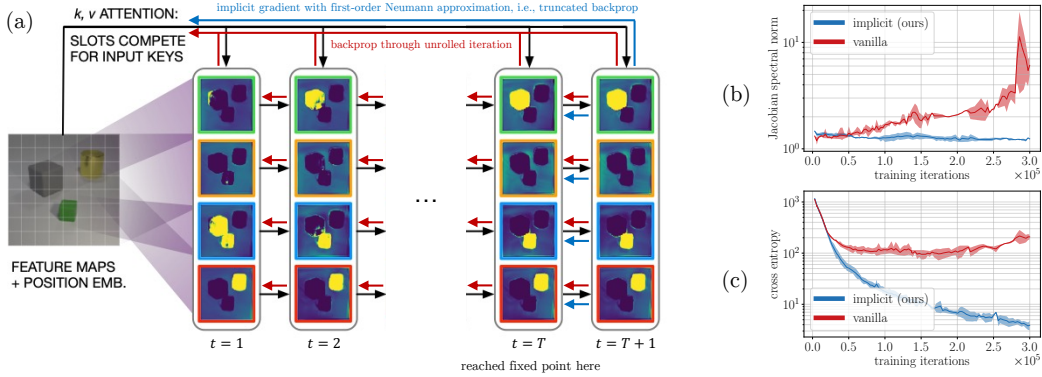 (a)
k, v ATTENTION:
implicit gradient with first-order Neumann approximation, i.e., truncated backprop
SLOTS COMPETE
FOR INPUT KEYS
backprop through unrolled iteration
FEATURE MAPS
+ POSITION EMB.
...
t = 1
t = 2
t = T
t = T + 1
reached fixed point here
(b)
Jacobian spectral norm
10¹
10⁰
implicit (ours)
vanilla
0.0 0.5 1.0 1.5 2.0 2.5 3.0
training iterations ×10⁵
(c)
cross entropy
10³
10²
10¹
implicit (ours)
vanilla
0.0 0.5 1.0 1.5 2.0 2.5 3.0
training iterations ×10⁵